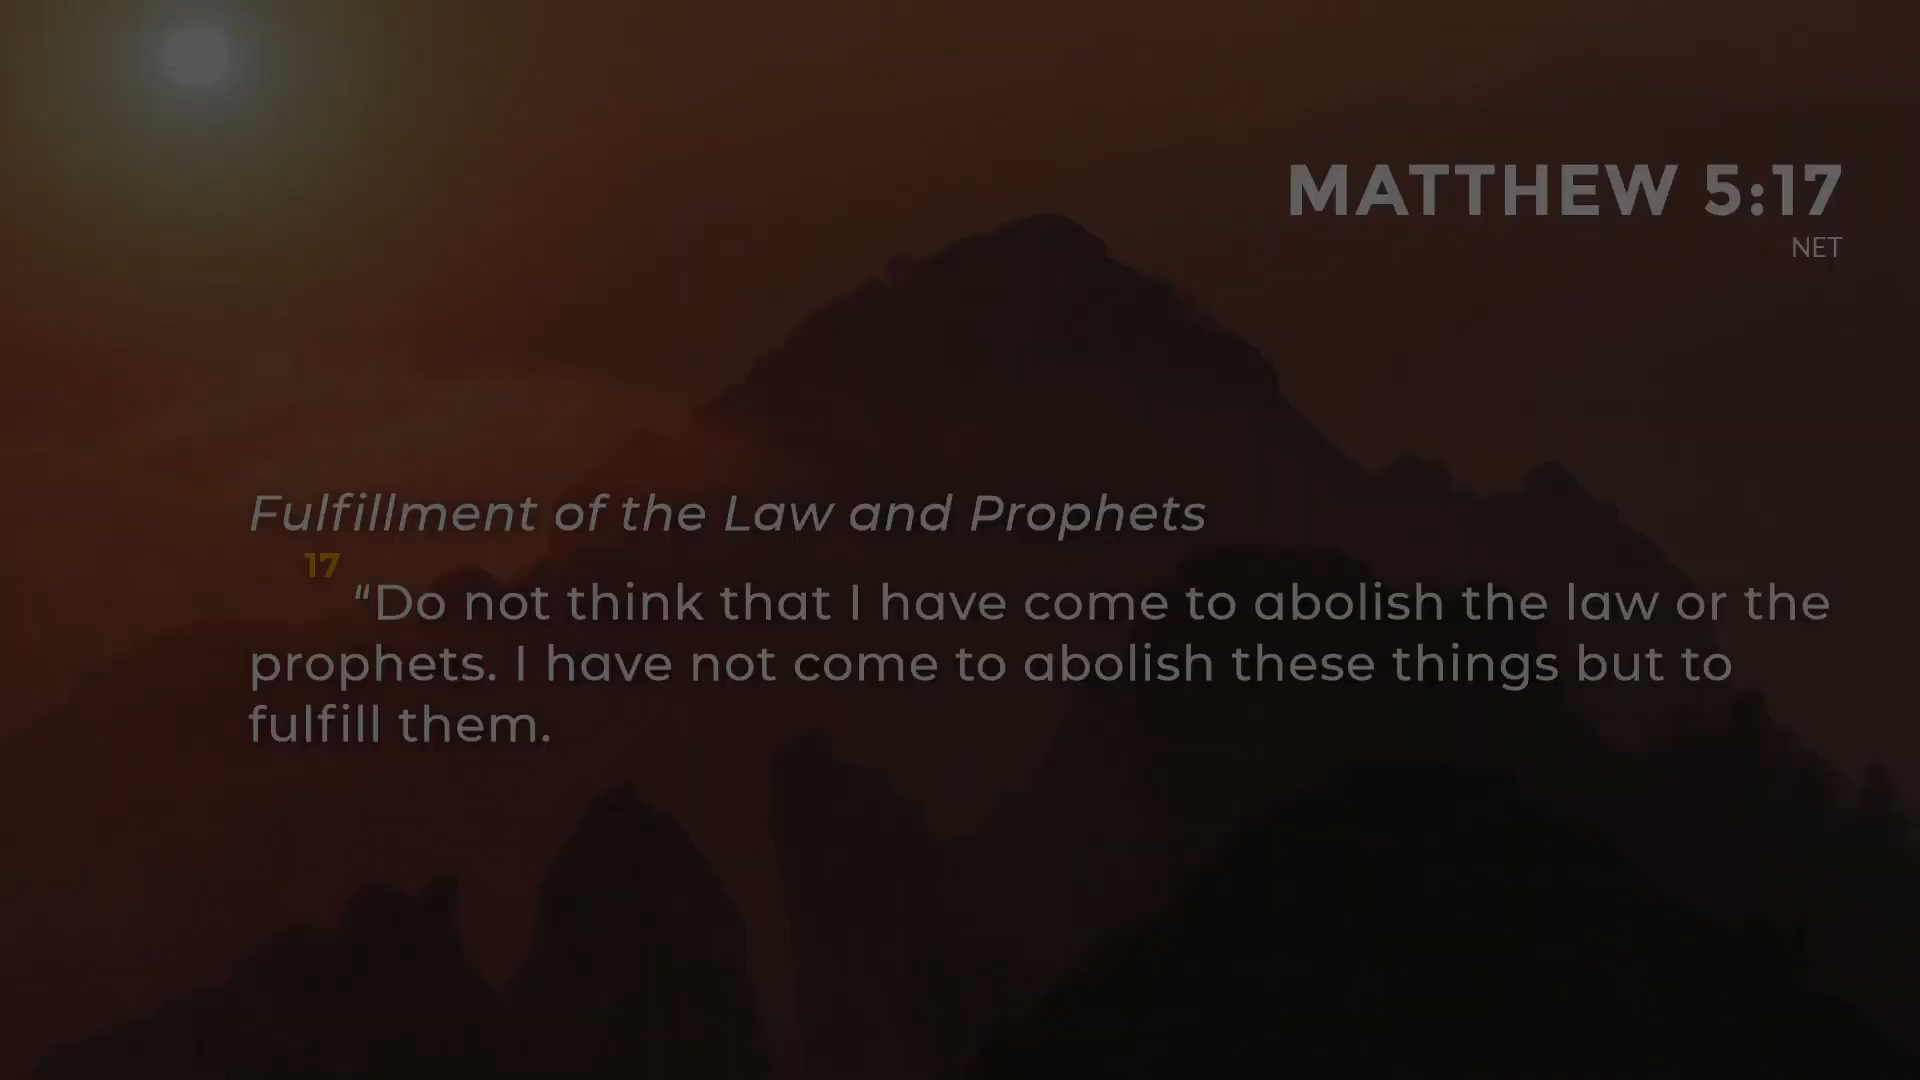 MATTHEW 5:17
NET
Fulfillment of the Law and Prophets
17
"Do not think that I have come to abolish the law or the
prophets. I have not come to abolish these things but to
fulfill them.